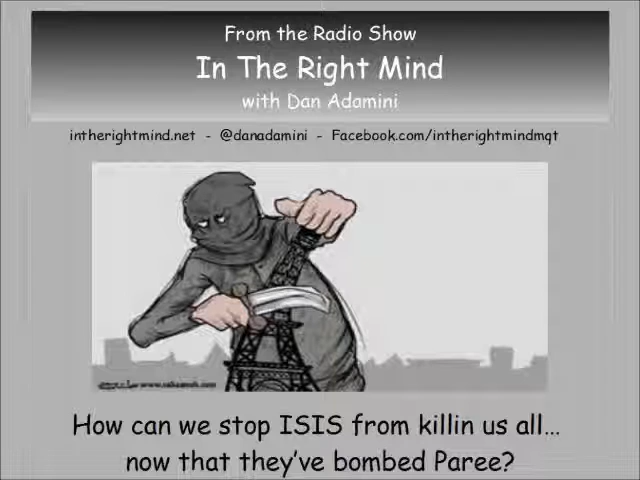 From the Radio Show
In The Right Mind
with Dan Adamini
intherightmind.net - @danadamini - Facebook.com/intherightmindmqt
How can we stop ISIS from killin us all...
now that they've bombed Paree?